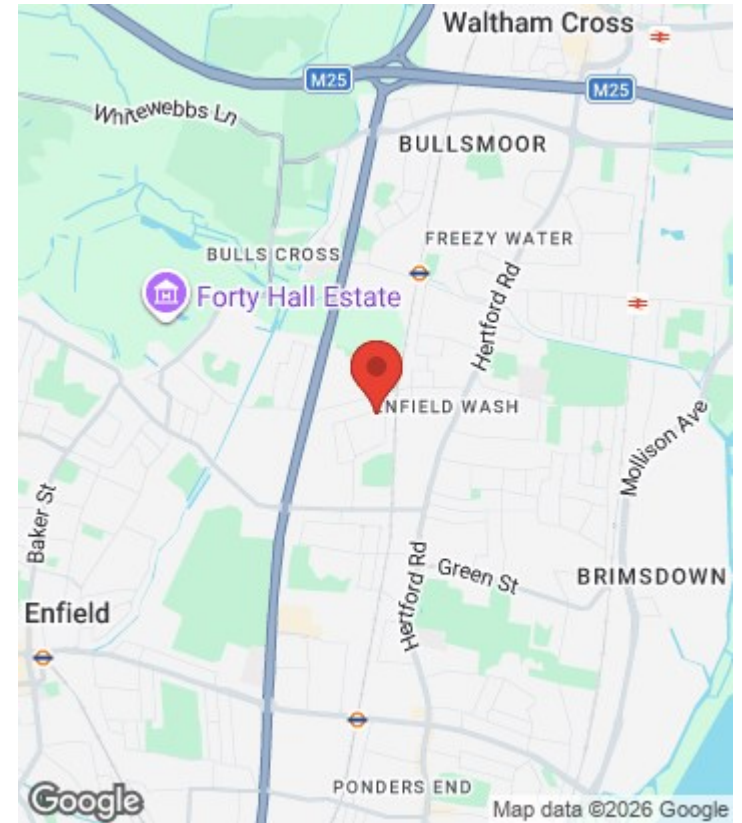 Waltham Cross
M25
M25
Whitewebbs Ln
BULLSMOOR
FREEZY WATER
BULLS CROSS
Forty Hall Estate
Hertford Rd
ENFIELD WASH
Mollison Ave
Baker St
Hertford Rd
Green St
BRIMSDOWN
Enfield
PONDERS END
Google
Map data ©2026 Google